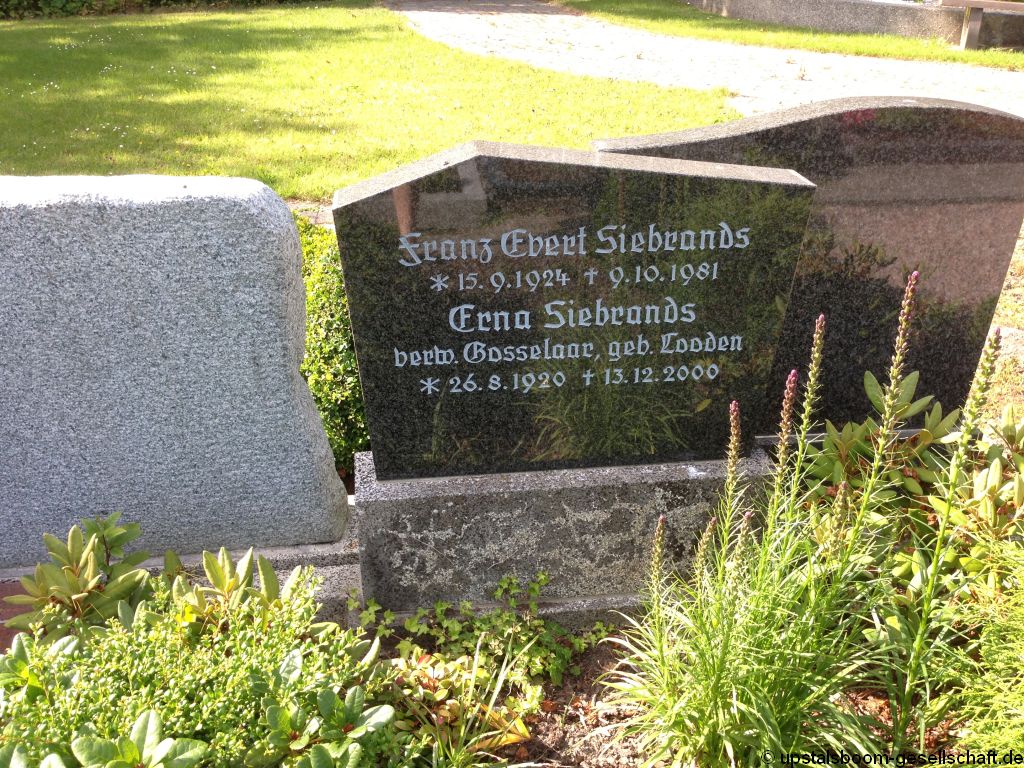 Franz Evert Siebrands
* 15.9.1924 † 9.10.1981
Erna Siebrands
verw. Gosselaar, geb. Looden
* 26.8.1920 † 13.12.2000
© upstalsboom-gesellschaft.de